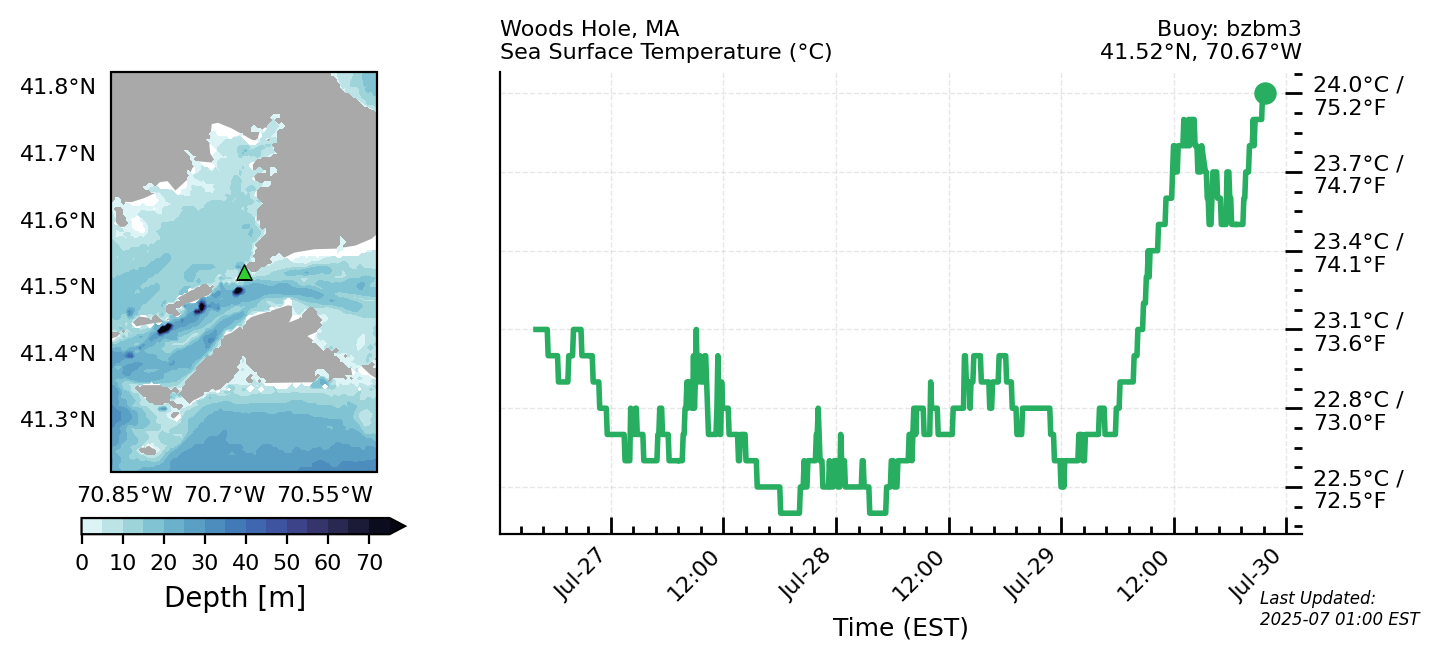 Woods Hole, MA
Sea Surface Temperature (°C)
Buoy: bzbm3
41.52°N, 70.67°W
41.8°N
41.7°N
41.6°N
41.5°N
41.4°N
41.3°N
70.85°W 70.7°W 70.55°W
0 10 20 30 40 50 60 70
Depth [m]
24.0°C /
75.2°F
23.7°C /
74.7°F
23.4°C /
74.1°F
23.1°C /
73.6°F
22.8°C /
73.0°F
22.5°C /
72.5°F
Jul-27 12:00 Jul-28 12:00 Jul-29 12:00 Jul-30
Time (EST)
Last Updated:
2025-07 01:00 EST